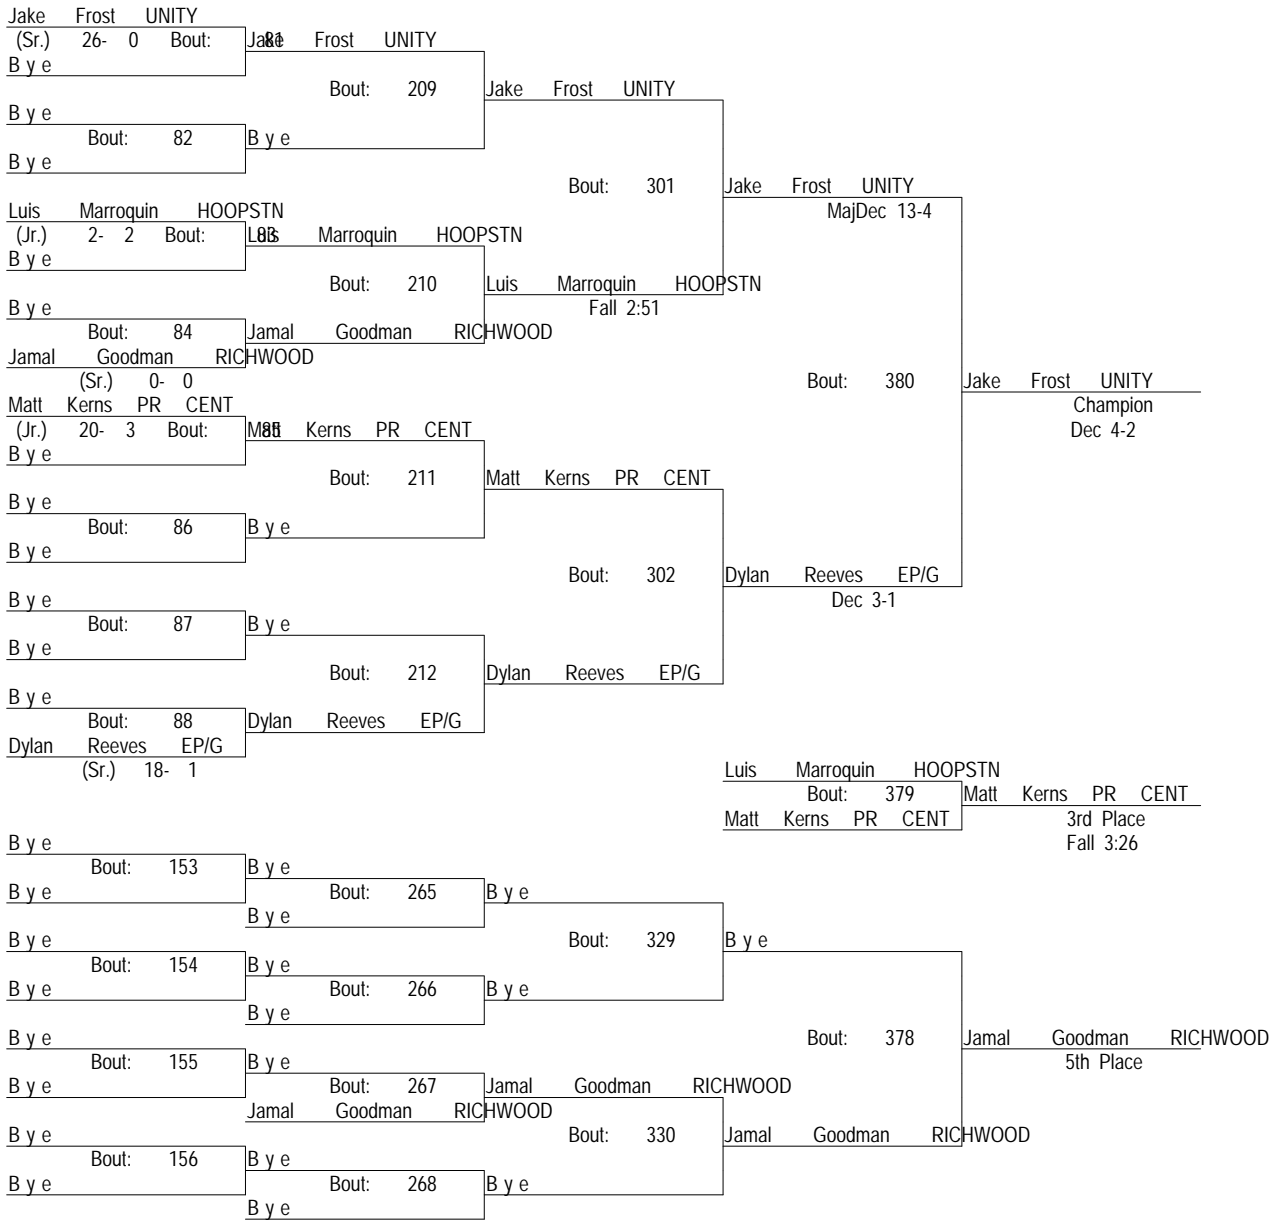 Jake Frost UNITY
(Sr.) 26- 0 Bout: 81
Jake Frost UNITY
B y e
Bout: 209
Jake Frost UNITY
B y e
Bout: 82
B y e
B y e
Bout: 301
Jake Frost UNITY
MajDec 13-4
Luis Marroquin HOOPSTN
(Jr.) 2- 2 Bout: 83
Luis Marroquin HOOPSTN
B y e
Bout: 210
Luis Marroquin HOOPSTN
Fall 2:51
B y e
Bout: 84
Jamal Goodman RICHWOOD
Jamal Goodman RICHWOOD
(Sr.) 0- 0
Bout: 380
Jake Frost UNITY
Champion
Dec 4-2
Matt Kerns PR CENT
(Jr.) 20- 3 Bout: 85
Matt Kerns PR CENT
B y e
Bout: 211
Matt Kerns PR CENT
B y e
Bout: 86
B y e
B y e
Bout: 302
Dylan Reeves EP/G
Dec 3-1
B y e
Bout: 87
B y e
B y e
Bout: 212
Dylan Reeves EP/G
B y e
Bout: 88
Dylan Reeves EP/G
Dylan Reeves EP/G
(Sr.) 18- 1
Luis Marroquin HOOPSTN
Bout: 379
Matt Kerns PR CENT
Matt Kerns PR CENT
3rd Place
Fall 3:26
B y e
Bout: 153
B y e
B y e
Bout: 265
B y e
B y e
B y e
Bout: 329
B y e
Bout: 154
B y e
B y e
Bout: 266
B y e
B y e
B y e
Bout: 378
Jamal Goodman RICHWOOD
5th Place
Bout: 155
B y e
B y e
Bout: 267
Jamal Goodman RICHWOOD
Jamal Goodman RICHWOOD
B y e
Bout: 330
Jamal Goodman RICHWOOD
Bout: 156
B y e
B y e
Bout: 268
B y e
B y e